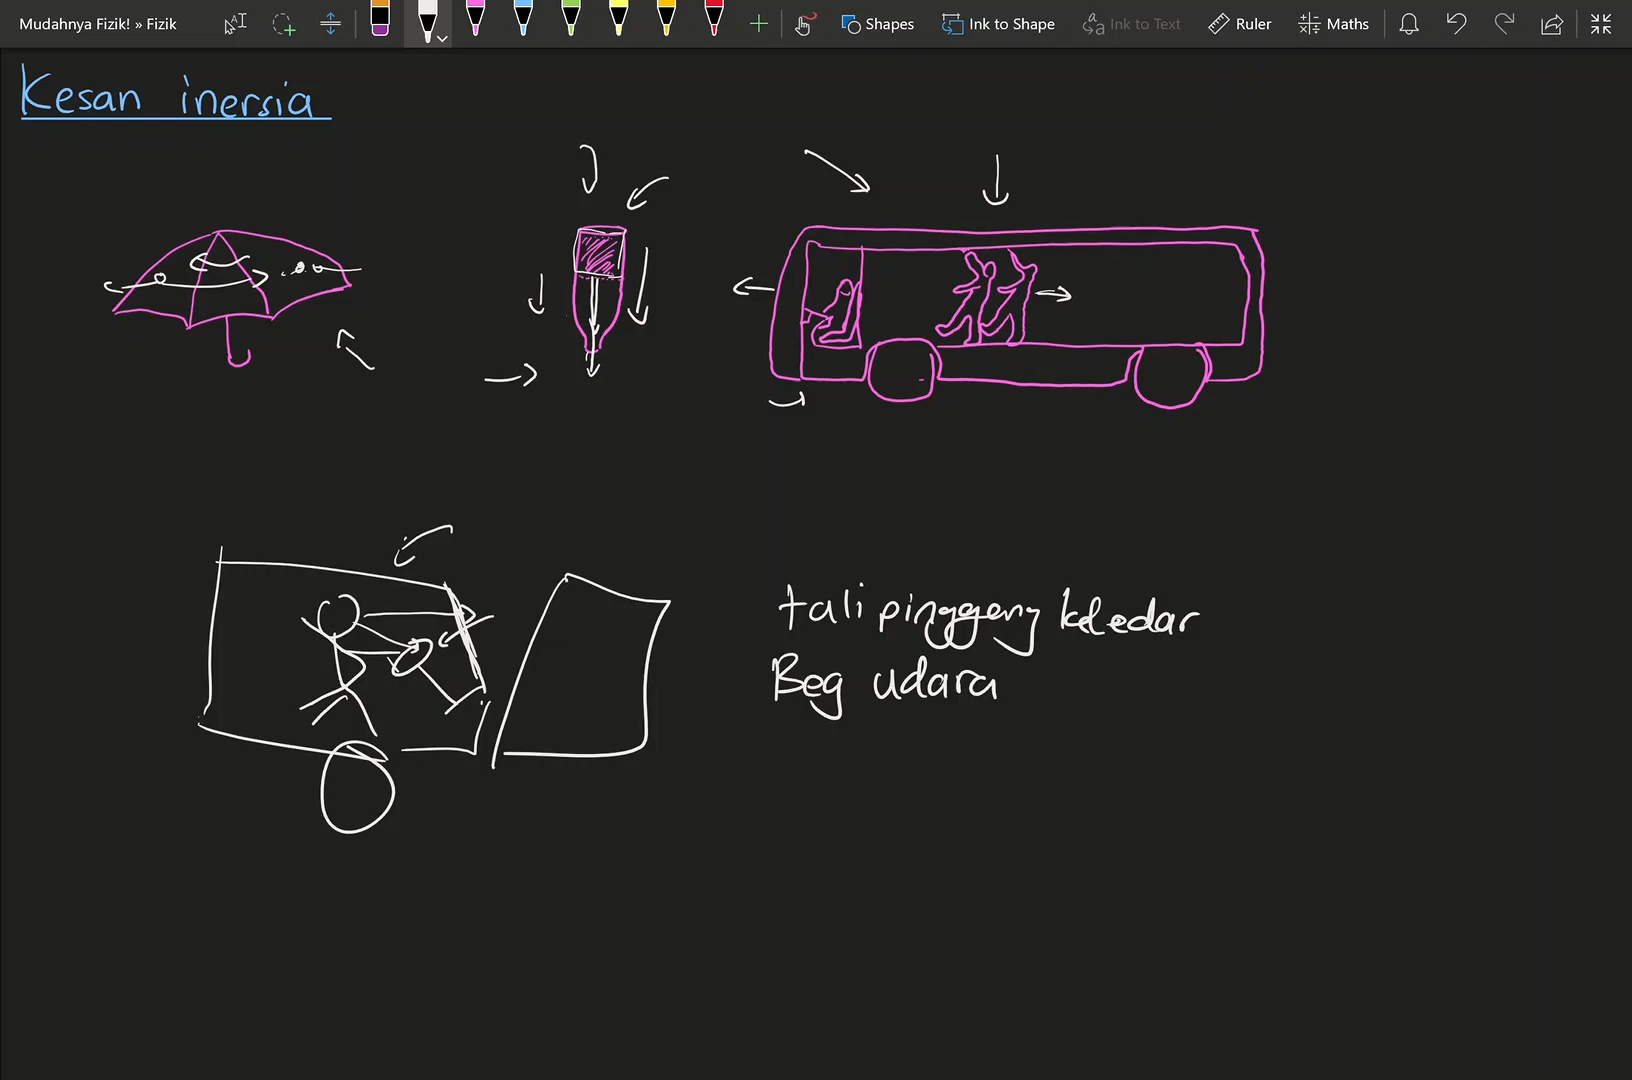 Mudahnya Fizik! » Fizik
Shapes
Ink to Shape
Ink to Text
Ruler
Maths
Kesan inersia
tali pinggang keledar
Beg udara